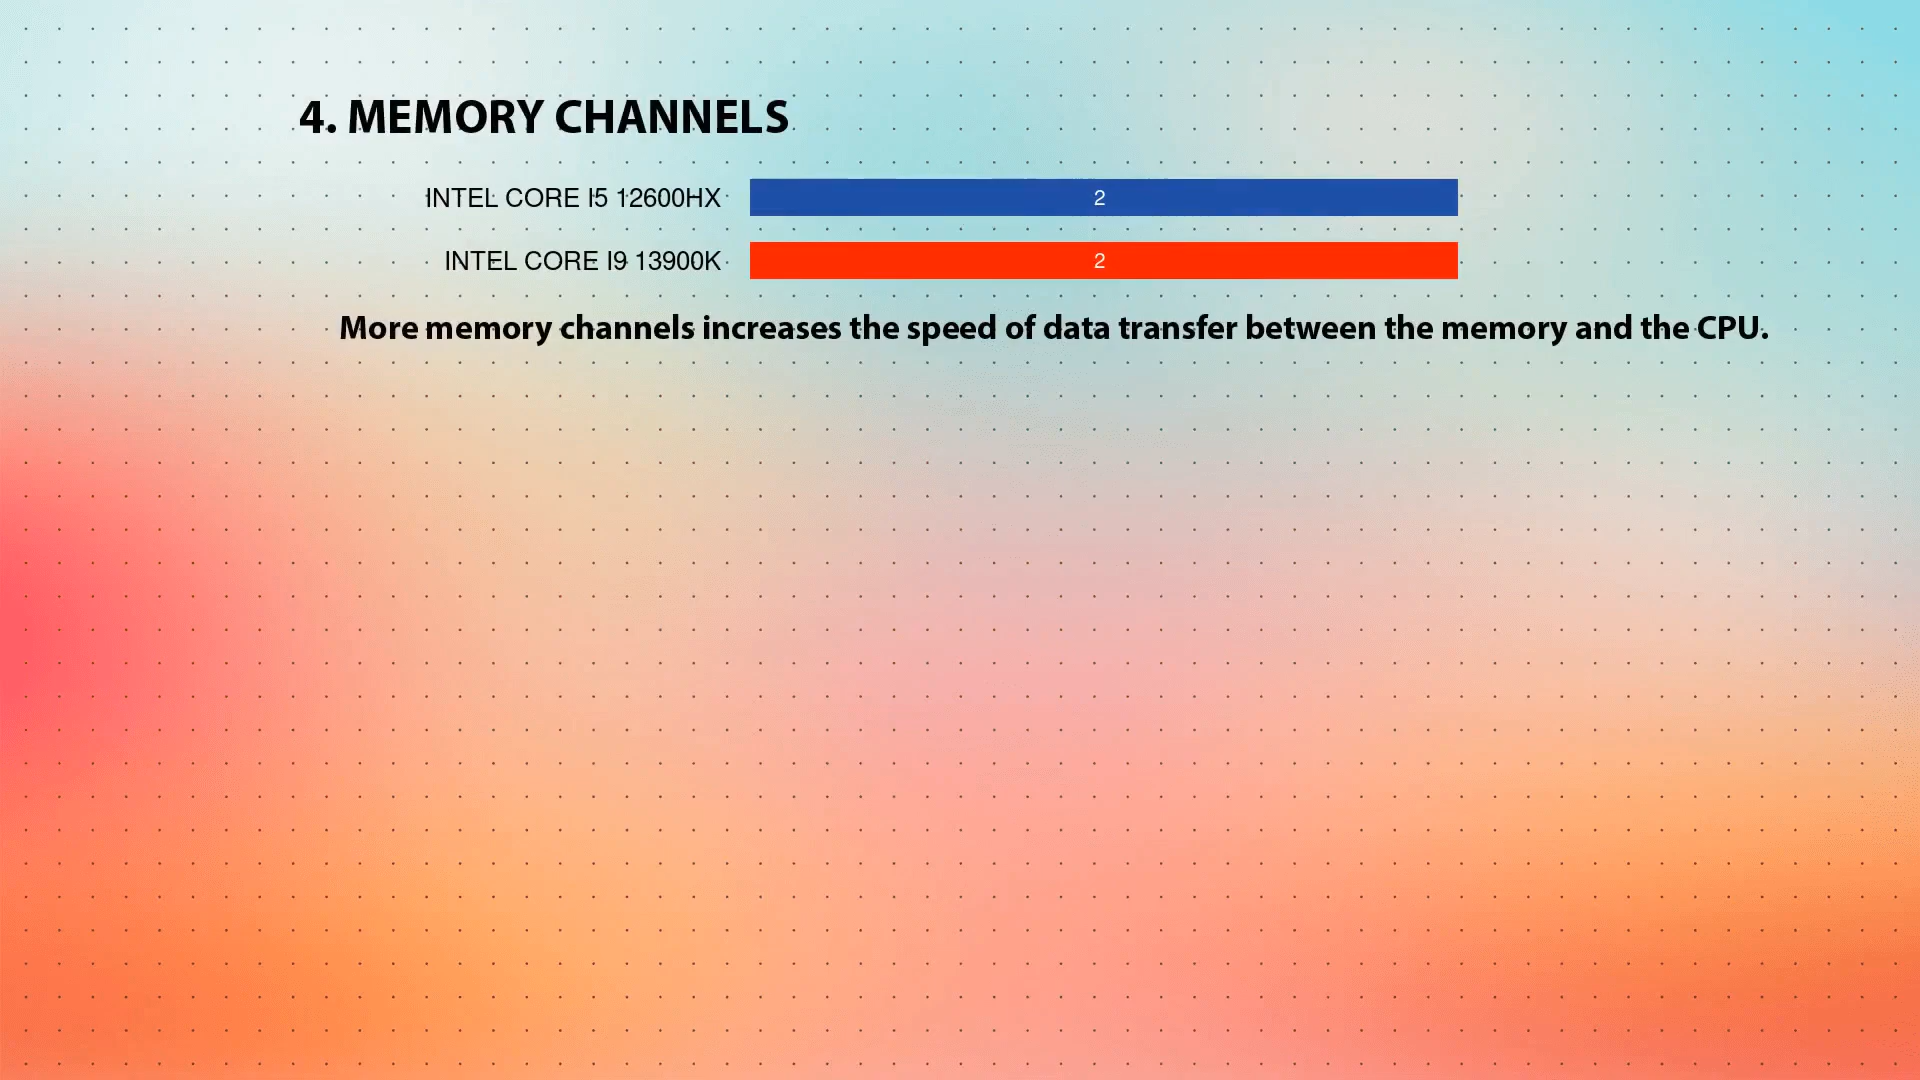 4. MEMORY CHANNELS
INTEL CORE I5 12600HX 2
INTEL CORE I9 13900K 2
More memory channels increases the speed of data transfer between the memory and the CPU.